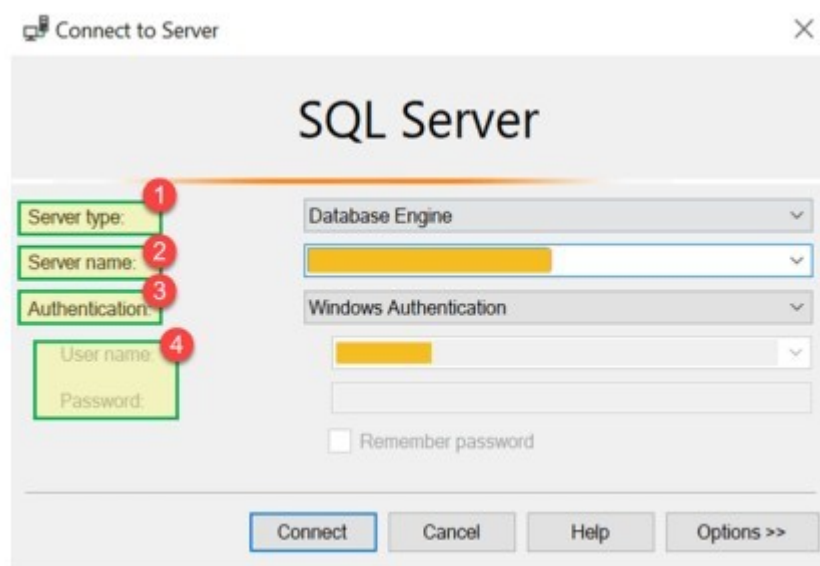 Connect to Server
SQL Server
1
Server type: Database Engine
2
Server name:
3
Authentication: Windows Authentication
4
User name:
Password:
Remember password
Connect Cancel Help Options >>